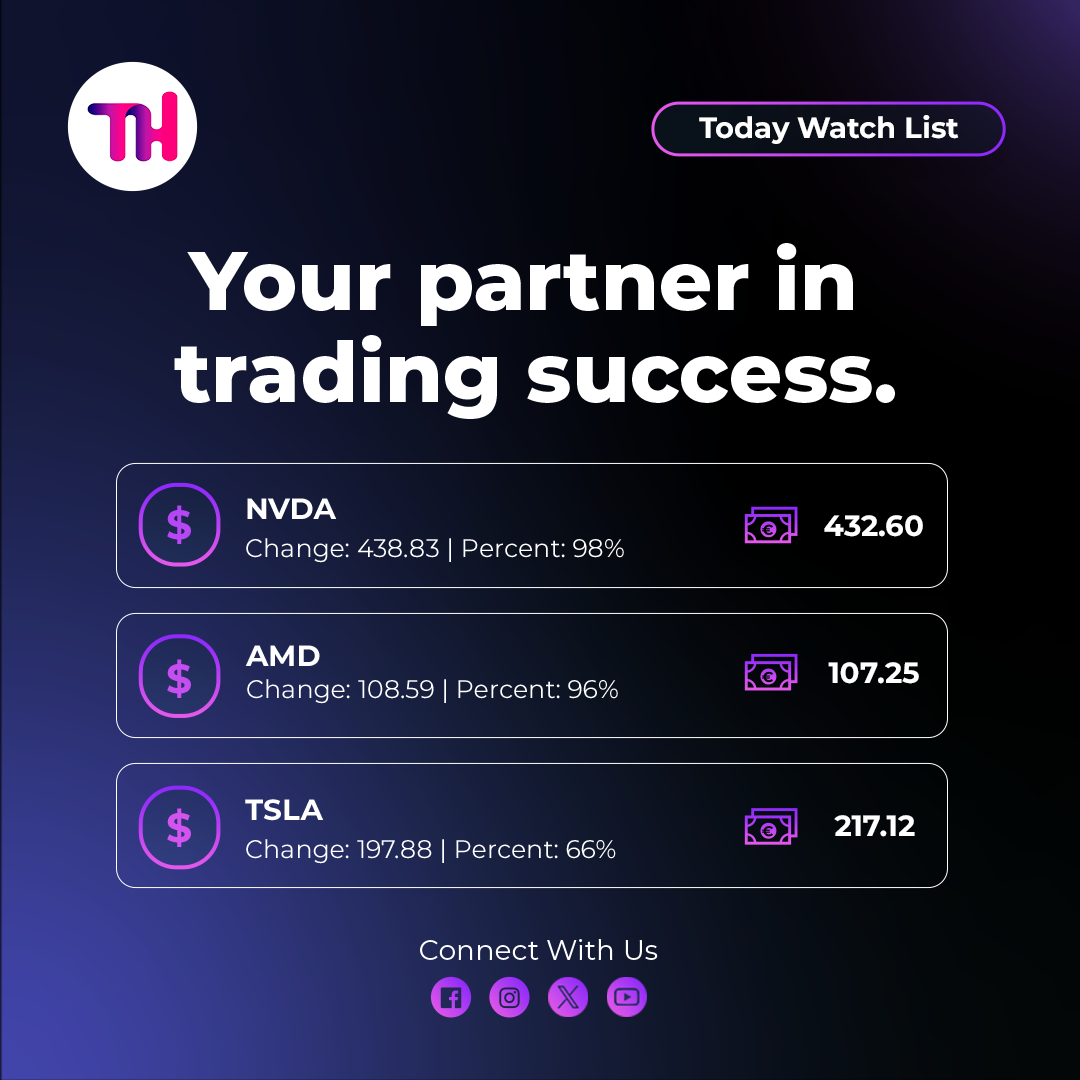 TH
Today Watch List
Your partner in
trading success.
$
NVDA
Change: 438.83 | Percent: 98%
432.60
$
AMD
Change: 108.59 | Percent: 96%
107.25
$
TSLA
Change: 197.88 | Percent: 66%
217.12
Connect With Us